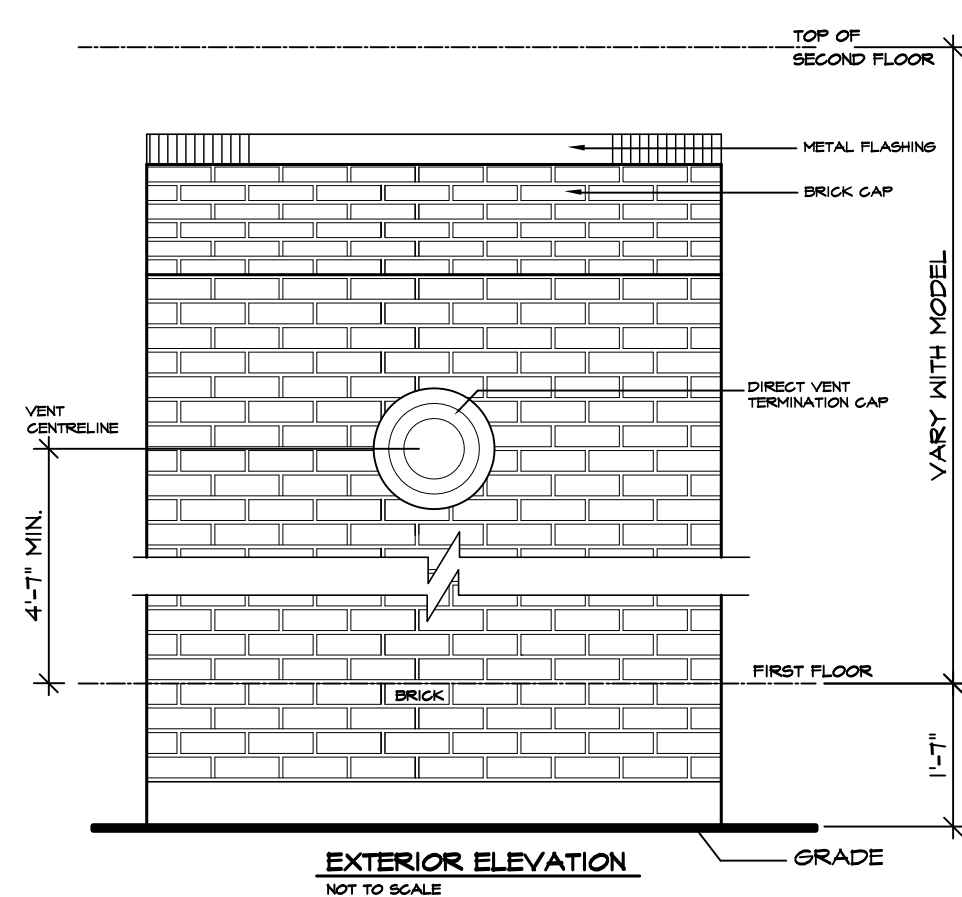 TOP OF
SECOND FLOOR
METAL FLASHING
BRICK CAP
VARY WITH MODEL
DIRECT VENT
TERMINATION CAP
VENT
CENTRELINE
4'-7" MIN.
FIRST FLOOR
BRICK
1'-7"
GRADE
EXTERIOR ELEVATION
NOT TO SCALE